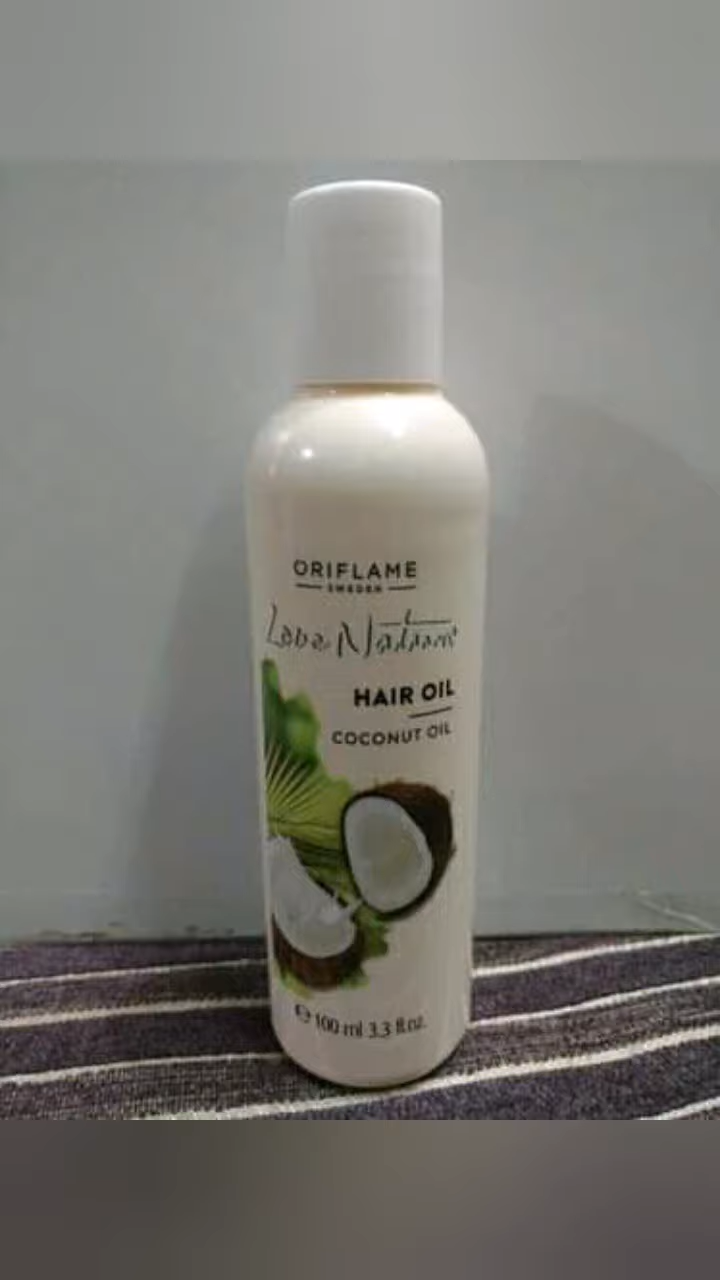 ORIFLAME
SWEDEN
Love Nature
HAIR OIL
COCONUT OIL
℮ 100 ml 3.3 fl.oz.